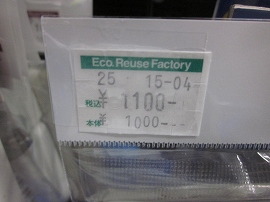 Eco Reuse Factory
25 15-04
¥
税込 1100-
¥
本体 1000---